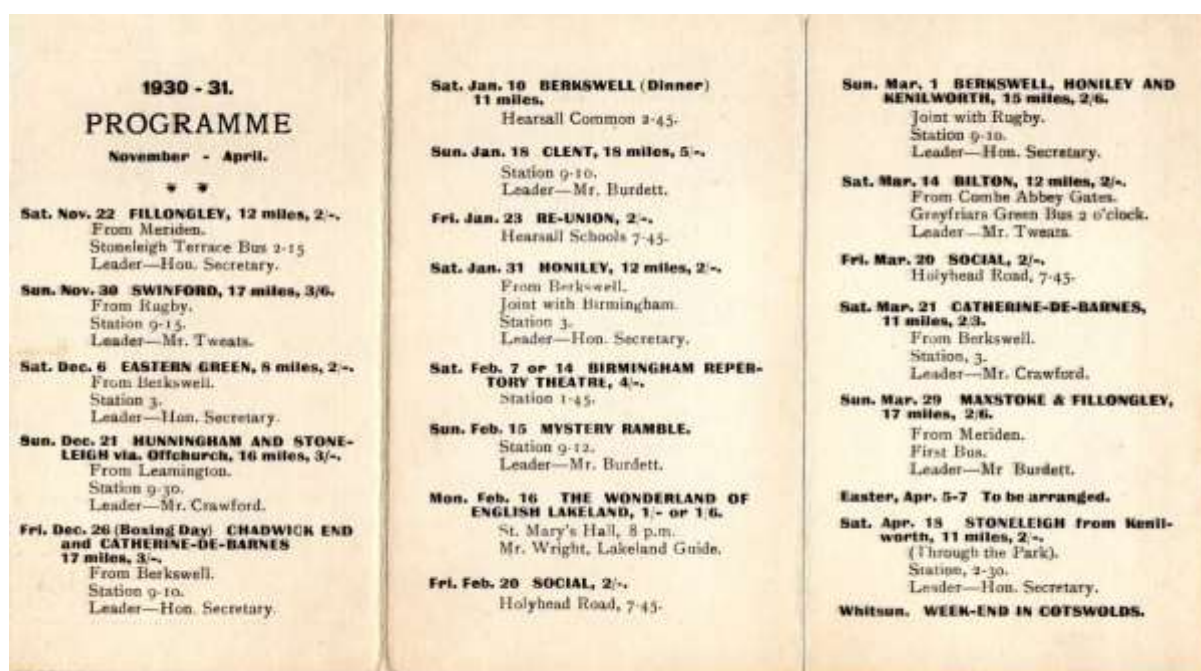 1930 - 31.
PROGRAMME
November - April.
Sat. Nov. 22 FILLONGLEY, 12 miles, 2/-.
From Meriden.
Stoneleigh Terrace Bus 2-15
Leader—Hon. Secretary.
Sun. Nov. 30 SWINFORD, 17 miles, 3/6.
From Rugby.
Station 9-15.
Leader—Mr. Tweats.
Sat. Dec. 6 EASTERN GREEN, 8 miles, 2/-.
From Berkswell.
Station 3.
Leader—Hon. Secretary.
Sun. Dec. 21 HUNNINGHAM AND STONE-
LEIGH via. Offchurch, 16 miles, 3/-.
From Leamington.
Station 9-30.
Leader—Mr. Crawford.
Fri. Dec. 26 (Boxing Day) CHADWICK END
and CATHERINE-DE-BARNES
17 miles, 3/-.
From Berkswell.
Station 9-10.
Leader—Hon. Secretary.
Sat. Jan. 10 BERKSWELL (Dinner)
11 miles.
Hearsall Common 2-45.
Sun. Jan. 18 CLENT, 18 miles, 5/-.
Station 9-10.
Leader—Mr. Burdett.
Fri. Jan. 23 RE-UNION, 2/-.
Hearsall Schools 7-45.
Sat. Jan. 31 HONILEY, 12 miles, 2/-.
From Berkswell.
Joint with Birmingham.
Station 3.
Leader—Hon. Secretary.
Sat. Feb. 7 or 14 BIRMINGHAM REPER-
TORY THEATRE, 4/-.
Station 1-45.
Sun. Feb. 15 MYSTERY RAMBLE.
Station 9-12.
Leader—Mr. Burdett.
Mon. Feb. 16 THE WONDERLAND OF
ENGLISH LAKELAND, 1/- or 1/6.
St. Mary's Hall, 8 p.m.
Mr. Wright, Lakeland Guide.
Fri. Feb. 20 SOCIAL, 2/-.
Holyhead Road, 7-45.
Sun. Mar. 1 BERKSWELL, HONILEY AND
KENILWORTH, 15 miles, 2/6.
Joint with Rugby.
Station 9-10.
Leader—Hon. Secretary.
Sat. Mar. 14 BILTON, 12 miles, 2/-.
From Combe Abbey Gates.
Greyfriars Green Bus 2 o'clock.
Leader—Mr. Tweats.
Fri. Mar. 20 SOCIAL, 2/-.
Holyhead Road, 7-45.
Sat. Mar. 21 CATHERINE-DE-BARNES,
11 miles, 2/3.
From Berkswell.
Station, 3.
Leader—Mr. Crawford.
Sun. Mar. 29 MAXSTOKE & FILLONGLEY,
17 miles, 2/6.
From Meriden.
First Bus.
Leader—Mr Burdett.
Easter, Apr. 5-7 To be arranged.
Sat. Apr. 18 STONELEIGH from Kenil-
worth, 11 miles, 2/-.
(Through the Park).
Station, 2-30.
Leader—Hon. Secretary.
Whitsun. WEEK-END IN COTSWOLDS.